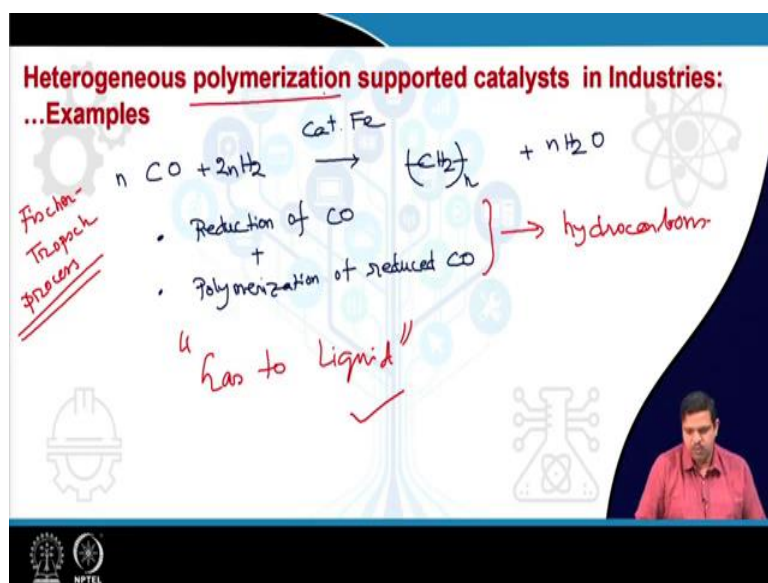 Heterogeneous polymerization supported catalysts in Industries:
...Examples
Cat. Fe
n CO + 2nH2 → (CH2)n + nH2O
Fischer-
Tropsch
process
• Reduction of CO
+
• Polymerization of reduced CO
→ hydrocarbons
"Gas to Liquid"
NPTEL